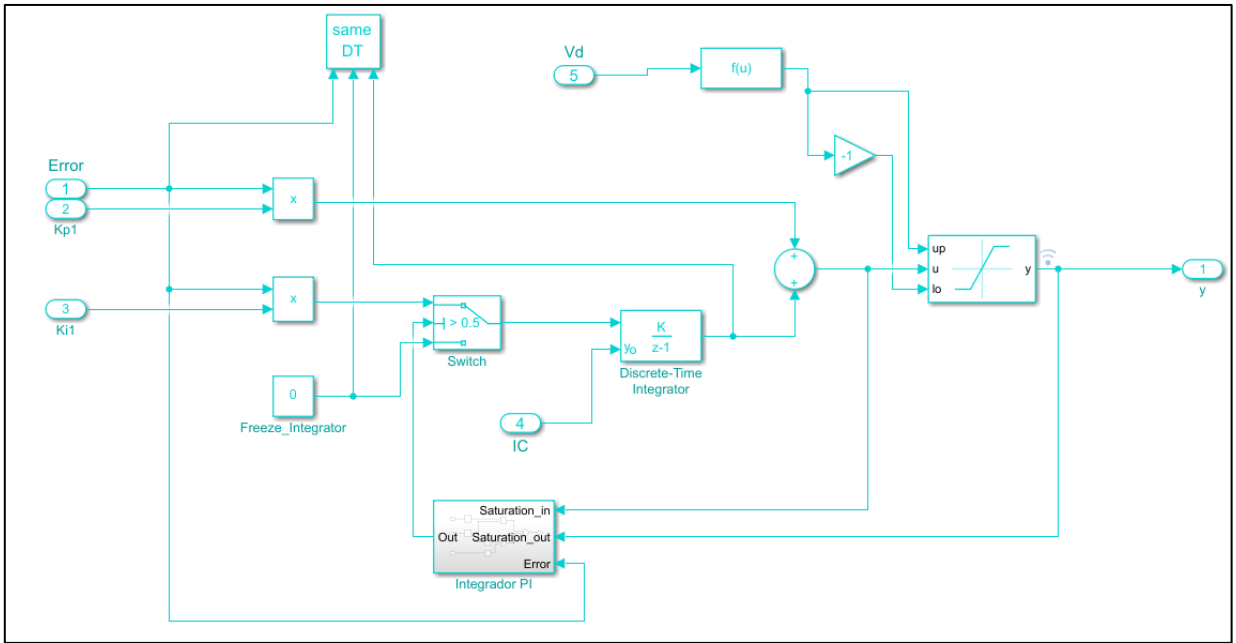 same
DT
Vd
5
f(u)
-1
Error
1
2
Kp1
x
+
+
up
u
lo
y
1
y
3
Ki1
x
> 0.5
Switch
K
z-1
yo
Discrete-Time
Integrator
0
Freeze_Integrator
4
IC
Saturation_in
Out
Saturation_out
Error
Integrador PI